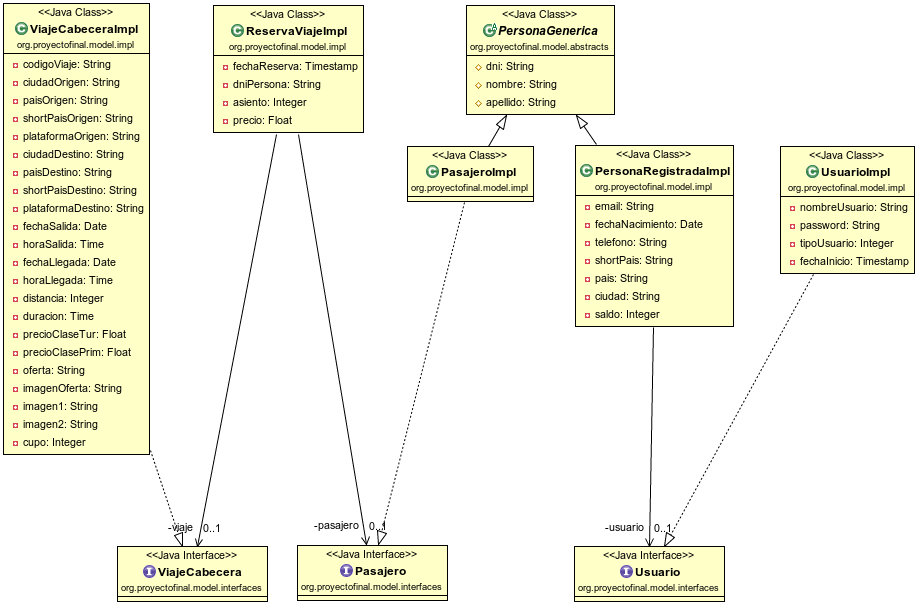 <<Java Class>>
ViajeCabeceraImpl
org.proyectofinal.model.impl
codigoViaje: String
ciudadOrigen: String
paisOrigen: String
shortPaisOrigen: String
plataformaOrigen: String
ciudadDestino: String
paisDestino: String
shortPaisDestino: String
plataformaDestino: String
fechaSalida: Date
horaSalida: Time
fechaLlegada: Date
horaLlegada: Time
distancia: Integer
duracion: Time
precioClaseTur: Float
precioClasePrim: Float
oferta: String
imagenOferta: String
imagen1: String
imagen2: String
cupo: Integer
<<Java Class>>
ReservaViajeImpl
org.proyectofinal.model.impl
fechaReserva: Timestamp
dniPersona: String
asiento: Integer
precio: Float
<<Java Class>>
PersonaGenerica
org.proyectofinal.model.abstracts
dni: String
nombre: String
apellido: String
<<Java Class>>
PasajeroImpl
org.proyectofinal.model.impl
<<Java Class>>
PersonaRegistradaImpl
org.proyectofinal.model.impl
email: String
fechaNacimiento: Date
telefono: String
shortPais: String
pais: String
ciudad: String
saldo: Integer
<<Java Class>>
UsuarioImpl
org.proyectofinal.model.impl
nombreUsuario: String
password: String
tipoUsuario: Integer
fechaInicio: Timestamp
-viaje 0..1
-pasajero 0..1
-usuario 0..1
<<Java Interface>>
ViajeCabecera
org.proyectofinal.model.interfaces
<<Java Interface>>
Pasajero
org.proyectofinal.model.interfaces
<<Java Interface>>
Usuario
org.proyectofinal.model.interfaces